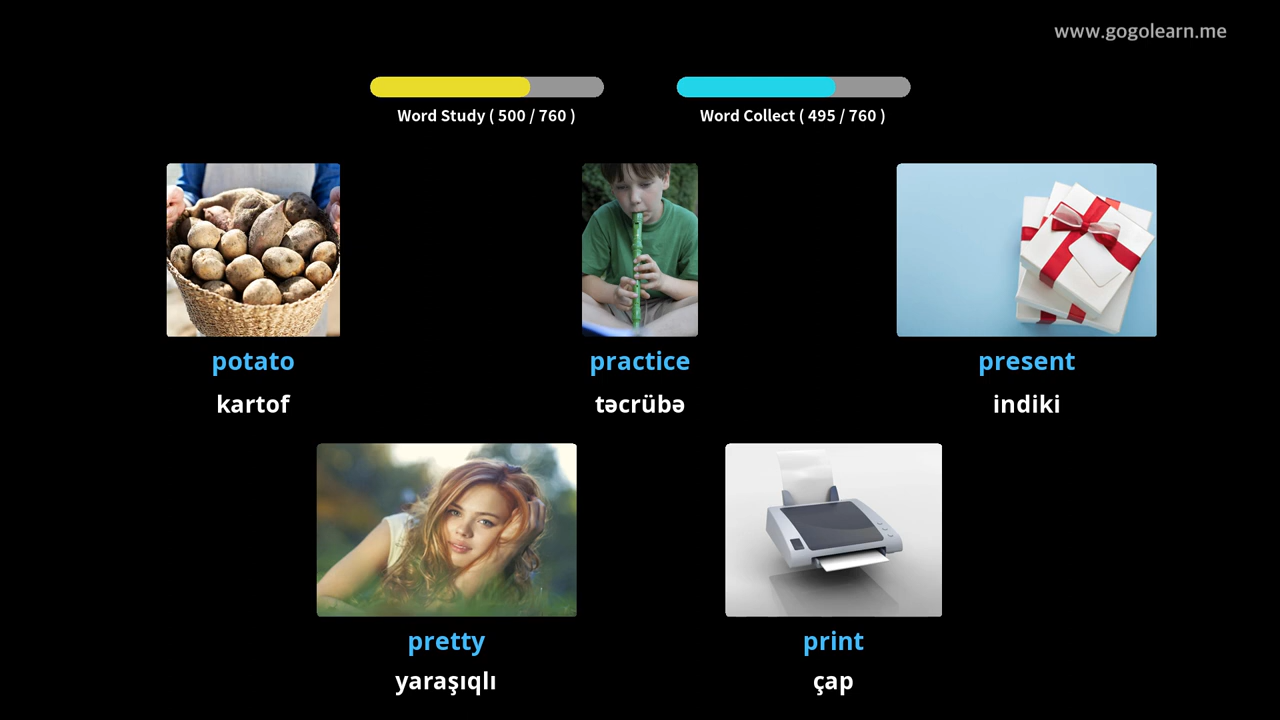 www.gogolearn.me
Word Study ( 500 / 760 )
Word Collect ( 495 / 760 )
potato
practice
present
kartof
təcrübə
indiki
pretty
print
yaraşıqlı
çap